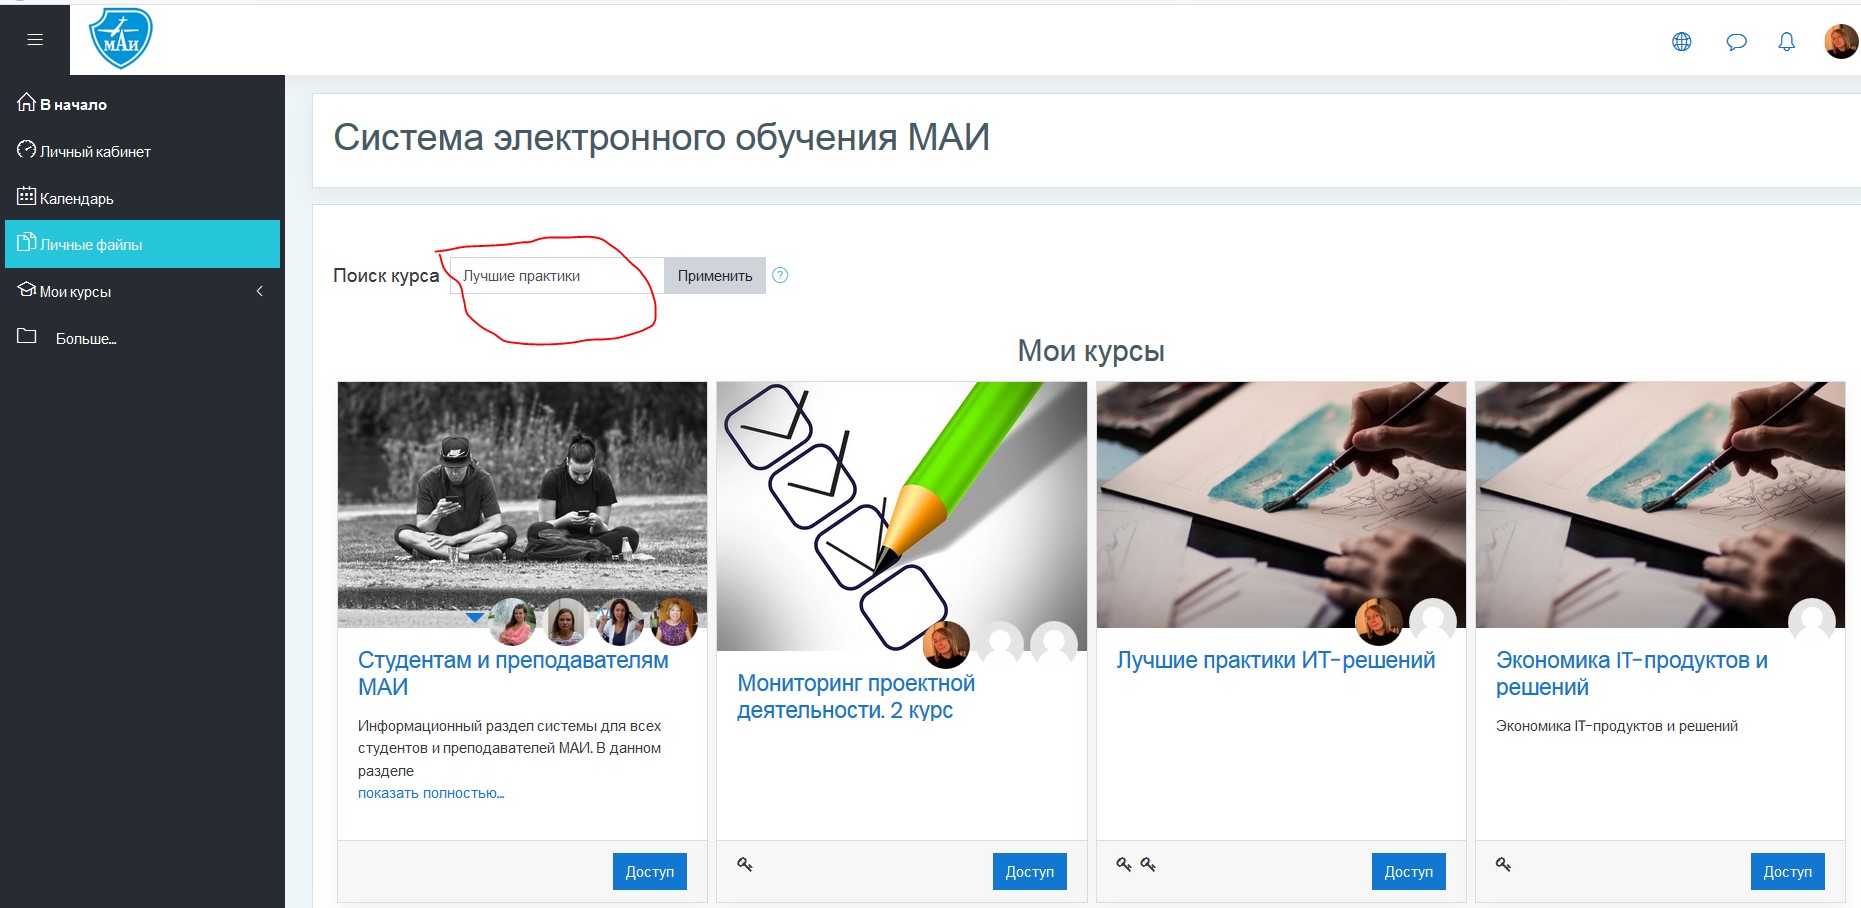 МАИ
В начало
Личный кабинет
Календарь
Личные файлы
Мои курсы
Больше...
Система электронного обучения МАИ
Поиск курса Лучшие практики Применить ?
Мои курсы
Студентам и преподавателям
МАИ
Информационный раздел системы для всех
студентов и преподавателей МАИ. В данном
разделе
показать полностью...
Доступ
Мониторинг проектной
деятельности. 2 курс
Доступ
Лучшие практики ИТ-решений
Доступ
Экономика IT-продуктов и
решений
Экономика IT-продуктов и решений
Доступ